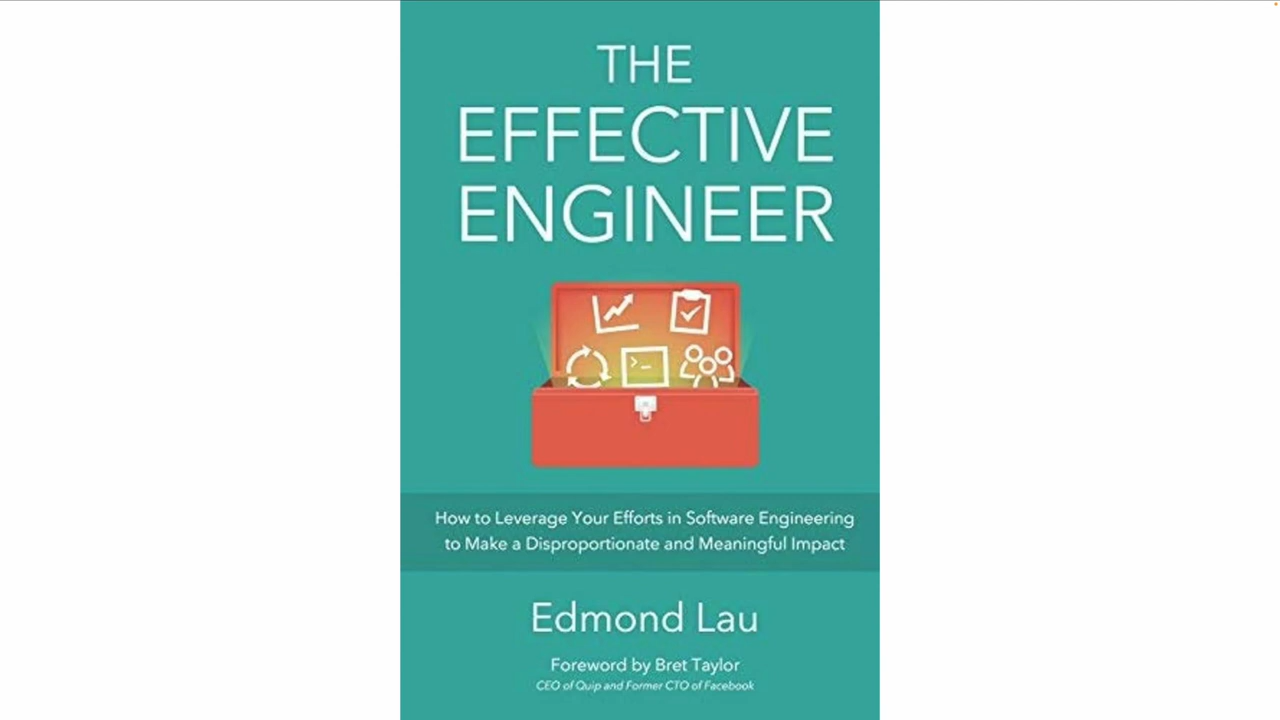 THE
EFFECTIVE
ENGINEER
>_
How to Leverage Your Efforts in Software Engineering
to Make a Disproportionate and Meaningful Impact
Edmond Lau
Foreword by Bret Taylor
CEO of Quip and Former CTO of Facebook